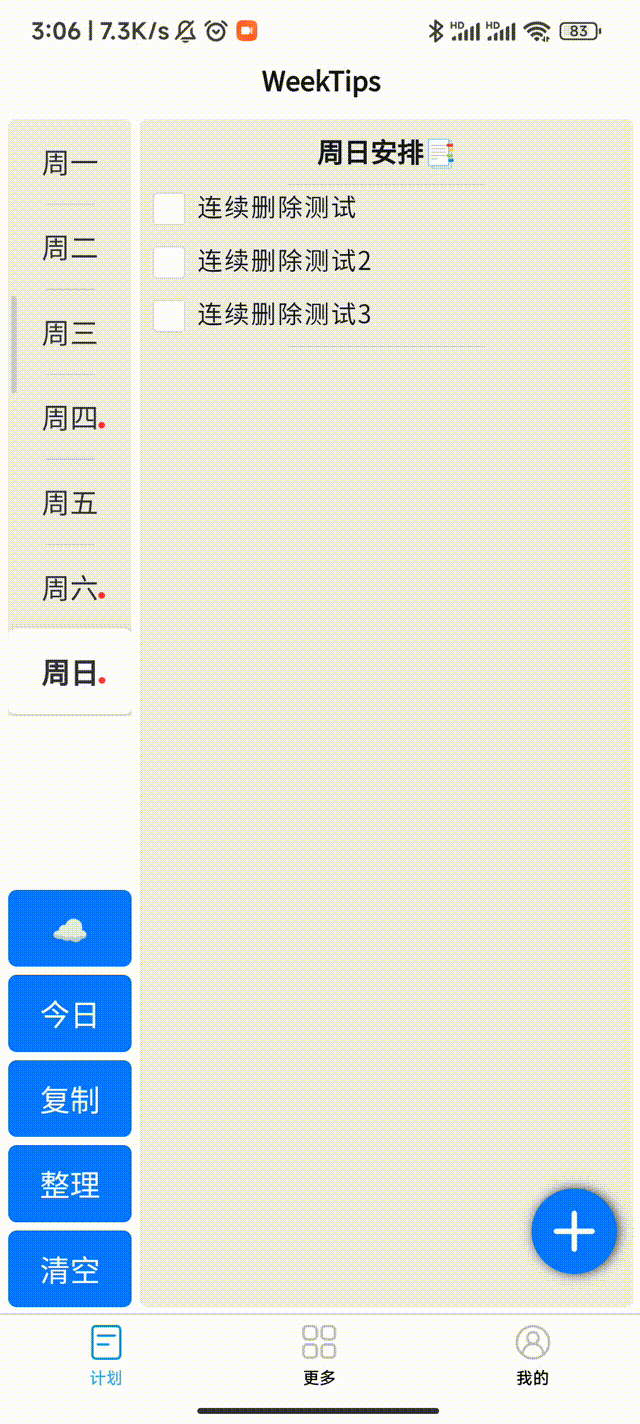 3:06 | 7.3K/s HD HD 83
WeekTips
周一
周二
周三
周四
周五
周六
周日
周日安排
连续删除测试
连续删除测试2
连续删除测试3
今日
复制
整理
清空
计划
更多
我的